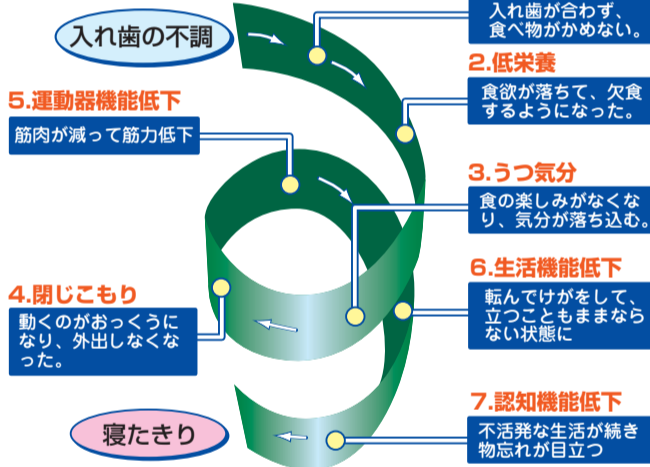 入れ歯の不調
入れ歯が合わず、
食べ物がかめない。
2.低栄養
食欲が落ちて、欠食
するようになった。
3.うつ気分
食の楽しみがなくな
り、気分が落ち込む。
4.閉じこもり
動くのがおっくうに
なり、外出しなくな
った。
5.運動器機能低下
筋肉が減って筋力低下
6.生活機能低下
転んでけがをして、
立つこともままなら
ない状態に
7.認知機能低下
不活発な生活が続き
物忘れが目立つ
寝たきり